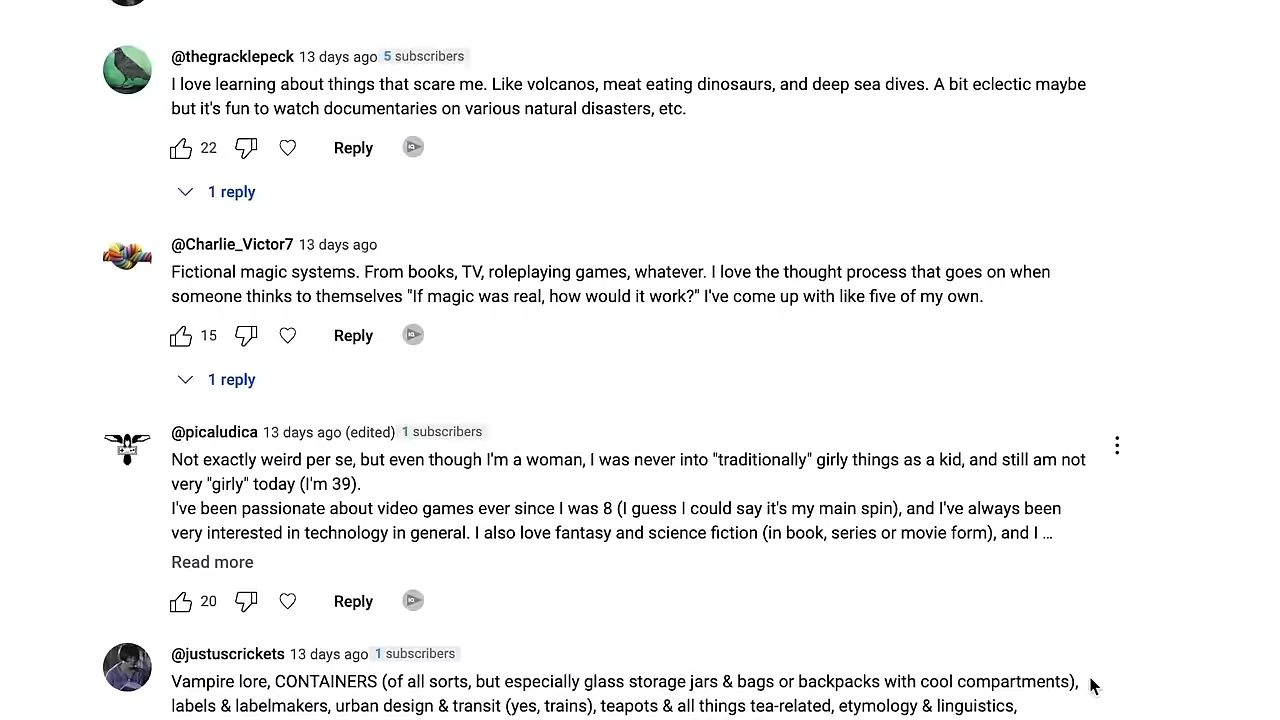 @thegracklepeck 13 days ago 5 subscribers
I love learning about things that scare me. Like volcanos, meat eating dinosaurs, and deep sea dives. A bit eclectic maybe
but it's fun to watch documentaries on various natural disasters, etc.
22 Reply
1 reply
@Charlie_Victor7 13 days ago
Fictional magic systems. From books, TV, roleplaying games, whatever. I love the thought process that goes on when
someone thinks to themselves "If magic was real, how would it work?" I've come up with like five of my own.
15 Reply
1 reply
@picaludica 13 days ago (edited) 1 subscribers
Not exactly weird per se, but even though I'm a woman, I was never into "traditionally" girly things as a kid, and still am not
very "girly" today (I'm 39).
I've been passionate about video games ever since I was 8 (I guess I could say it's my main spin), and I've always been
very interested in technology in general. I also love fantasy and science fiction (in book, series or movie form), and I ...
Read more
20 Reply
@justuscrickets 13 days ago 1 subscribers
Vampire lore, CONTAINERS (of all sorts, but especially glass storage jars & bags or backpacks with cool compartments),
labels & labelmakers, urban design & transit (yes, trains), teapots & all things tea-related, etymology & linguistics,